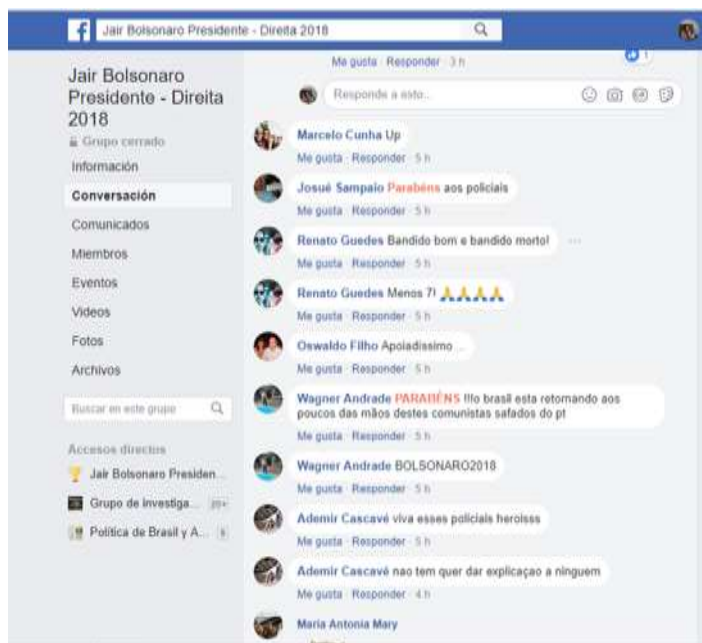 Jair Bolsonaro Presidente - Direita 2018
Jair Bolsonaro
Presidente - Direita
2018
Grupo cerrado
Información
Conversación
Comunicados
Miembros
Eventos
Videos
Fotos
Archivos
Buscar en este grupo
Accesos directos
Jair Bolsonaro Presiden...
Grupo de investiga... 20+
Política de Brasil y A...
Me gusta · Responder · 3 h
1
Responde a esto...
Marcelo Cunha Up
Me gusta · Responder · 5 h
Josué Sampaio Parabéns aos policiais
Me gusta · Responder · 5 h
Renato Guedes Bandido bom e bandido morto!
Me gusta · Responder · 5 h
Renato Guedes Menos 7! 🙏🙏🙏🙏
Me gusta · Responder · 5 h
Oswaldo Filho Apoiadissimo ...
Me gusta · Responder · 5 h
Wagner Andrade PARABÉNS !!!o brasil esta retornando aos
poucos das mãos destes comunistas safados do pt
Me gusta · Responder · 5 h
Wagner Andrade BOLSONARO2018
Me gusta · Responder · 5 h
Ademir Cascavé viva esses policiais heroisss
Me gusta · Responder · 5 h
Ademir Cascavé nao tem quer dar explicaçao a ninguem
Me gusta · Responder · 4 h
Maria Antonia Mary